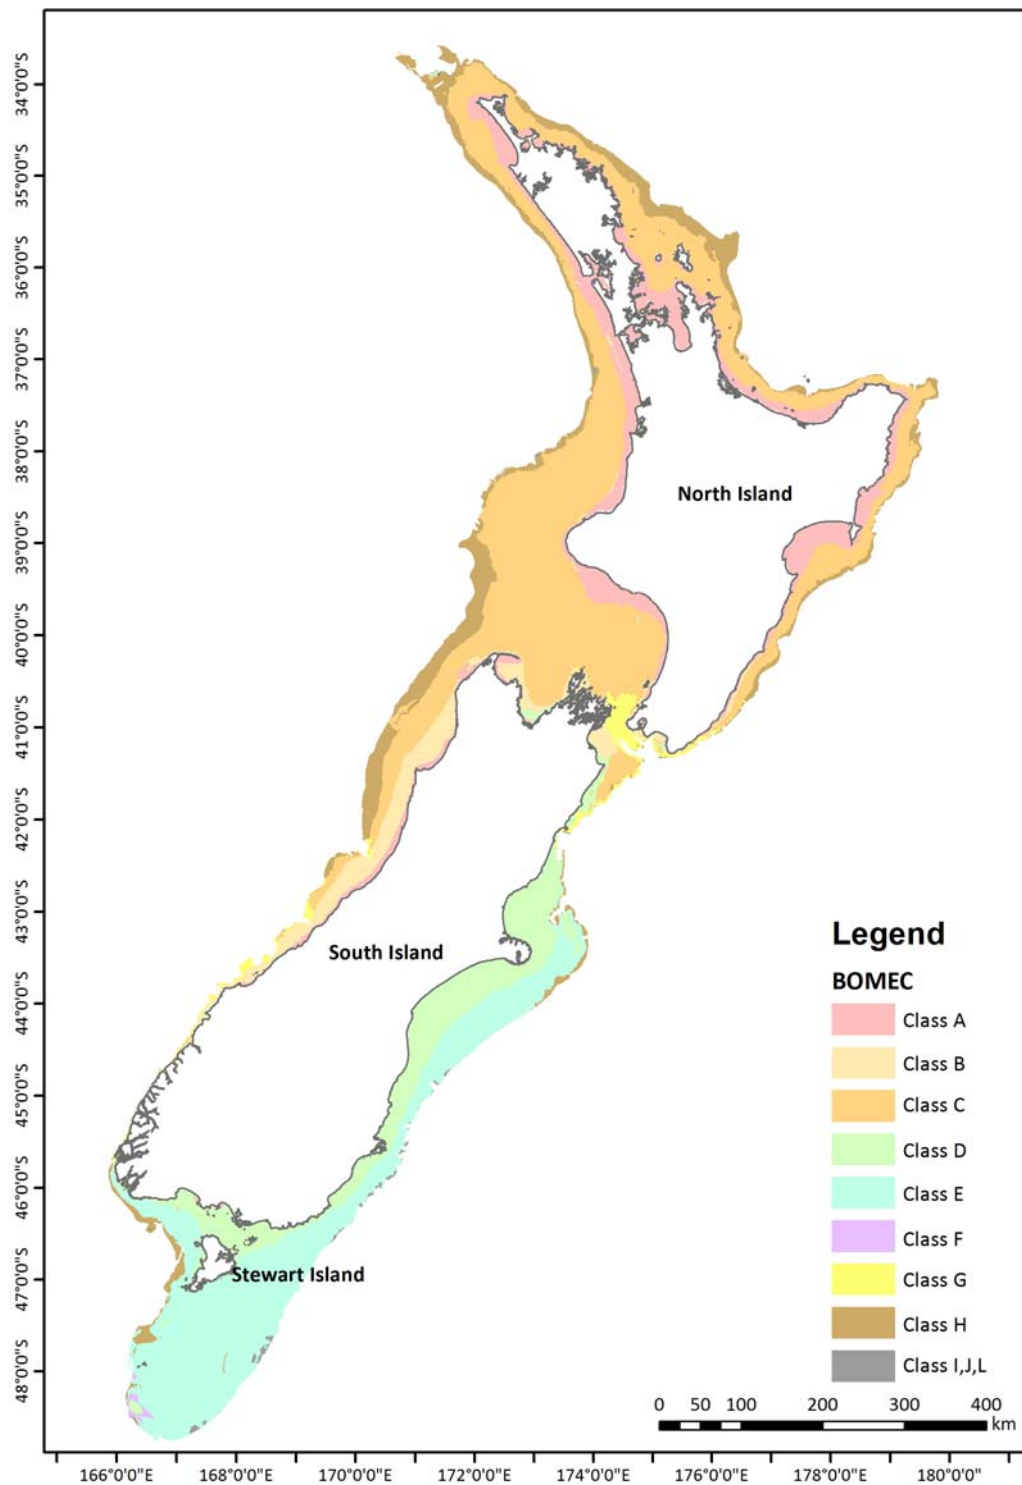 34°0'0"S
35°0'0"S
36°0'0"S
37°0'0"S
38°0'0"S
39°0'0"S
40°0'0"S
41°0'0"S
42°0'0"S
43°0'0"S
44°0'0"S
45°0'0"S
46°0'0"S
47°0'0"S
48°0'0"S
North Island
South Island
Stewart Island
Legend
BOMEC
Class A
Class B
Class C
Class D
Class E
Class F
Class G
Class H
Class I,J,L
0 50 100 200 300 400
km
166°0'0"E 168°0'0"E 170°0'0"E 172°0'0"E 174°0'0"E 176°0'0"E 178°0'0"E 180°0'0"